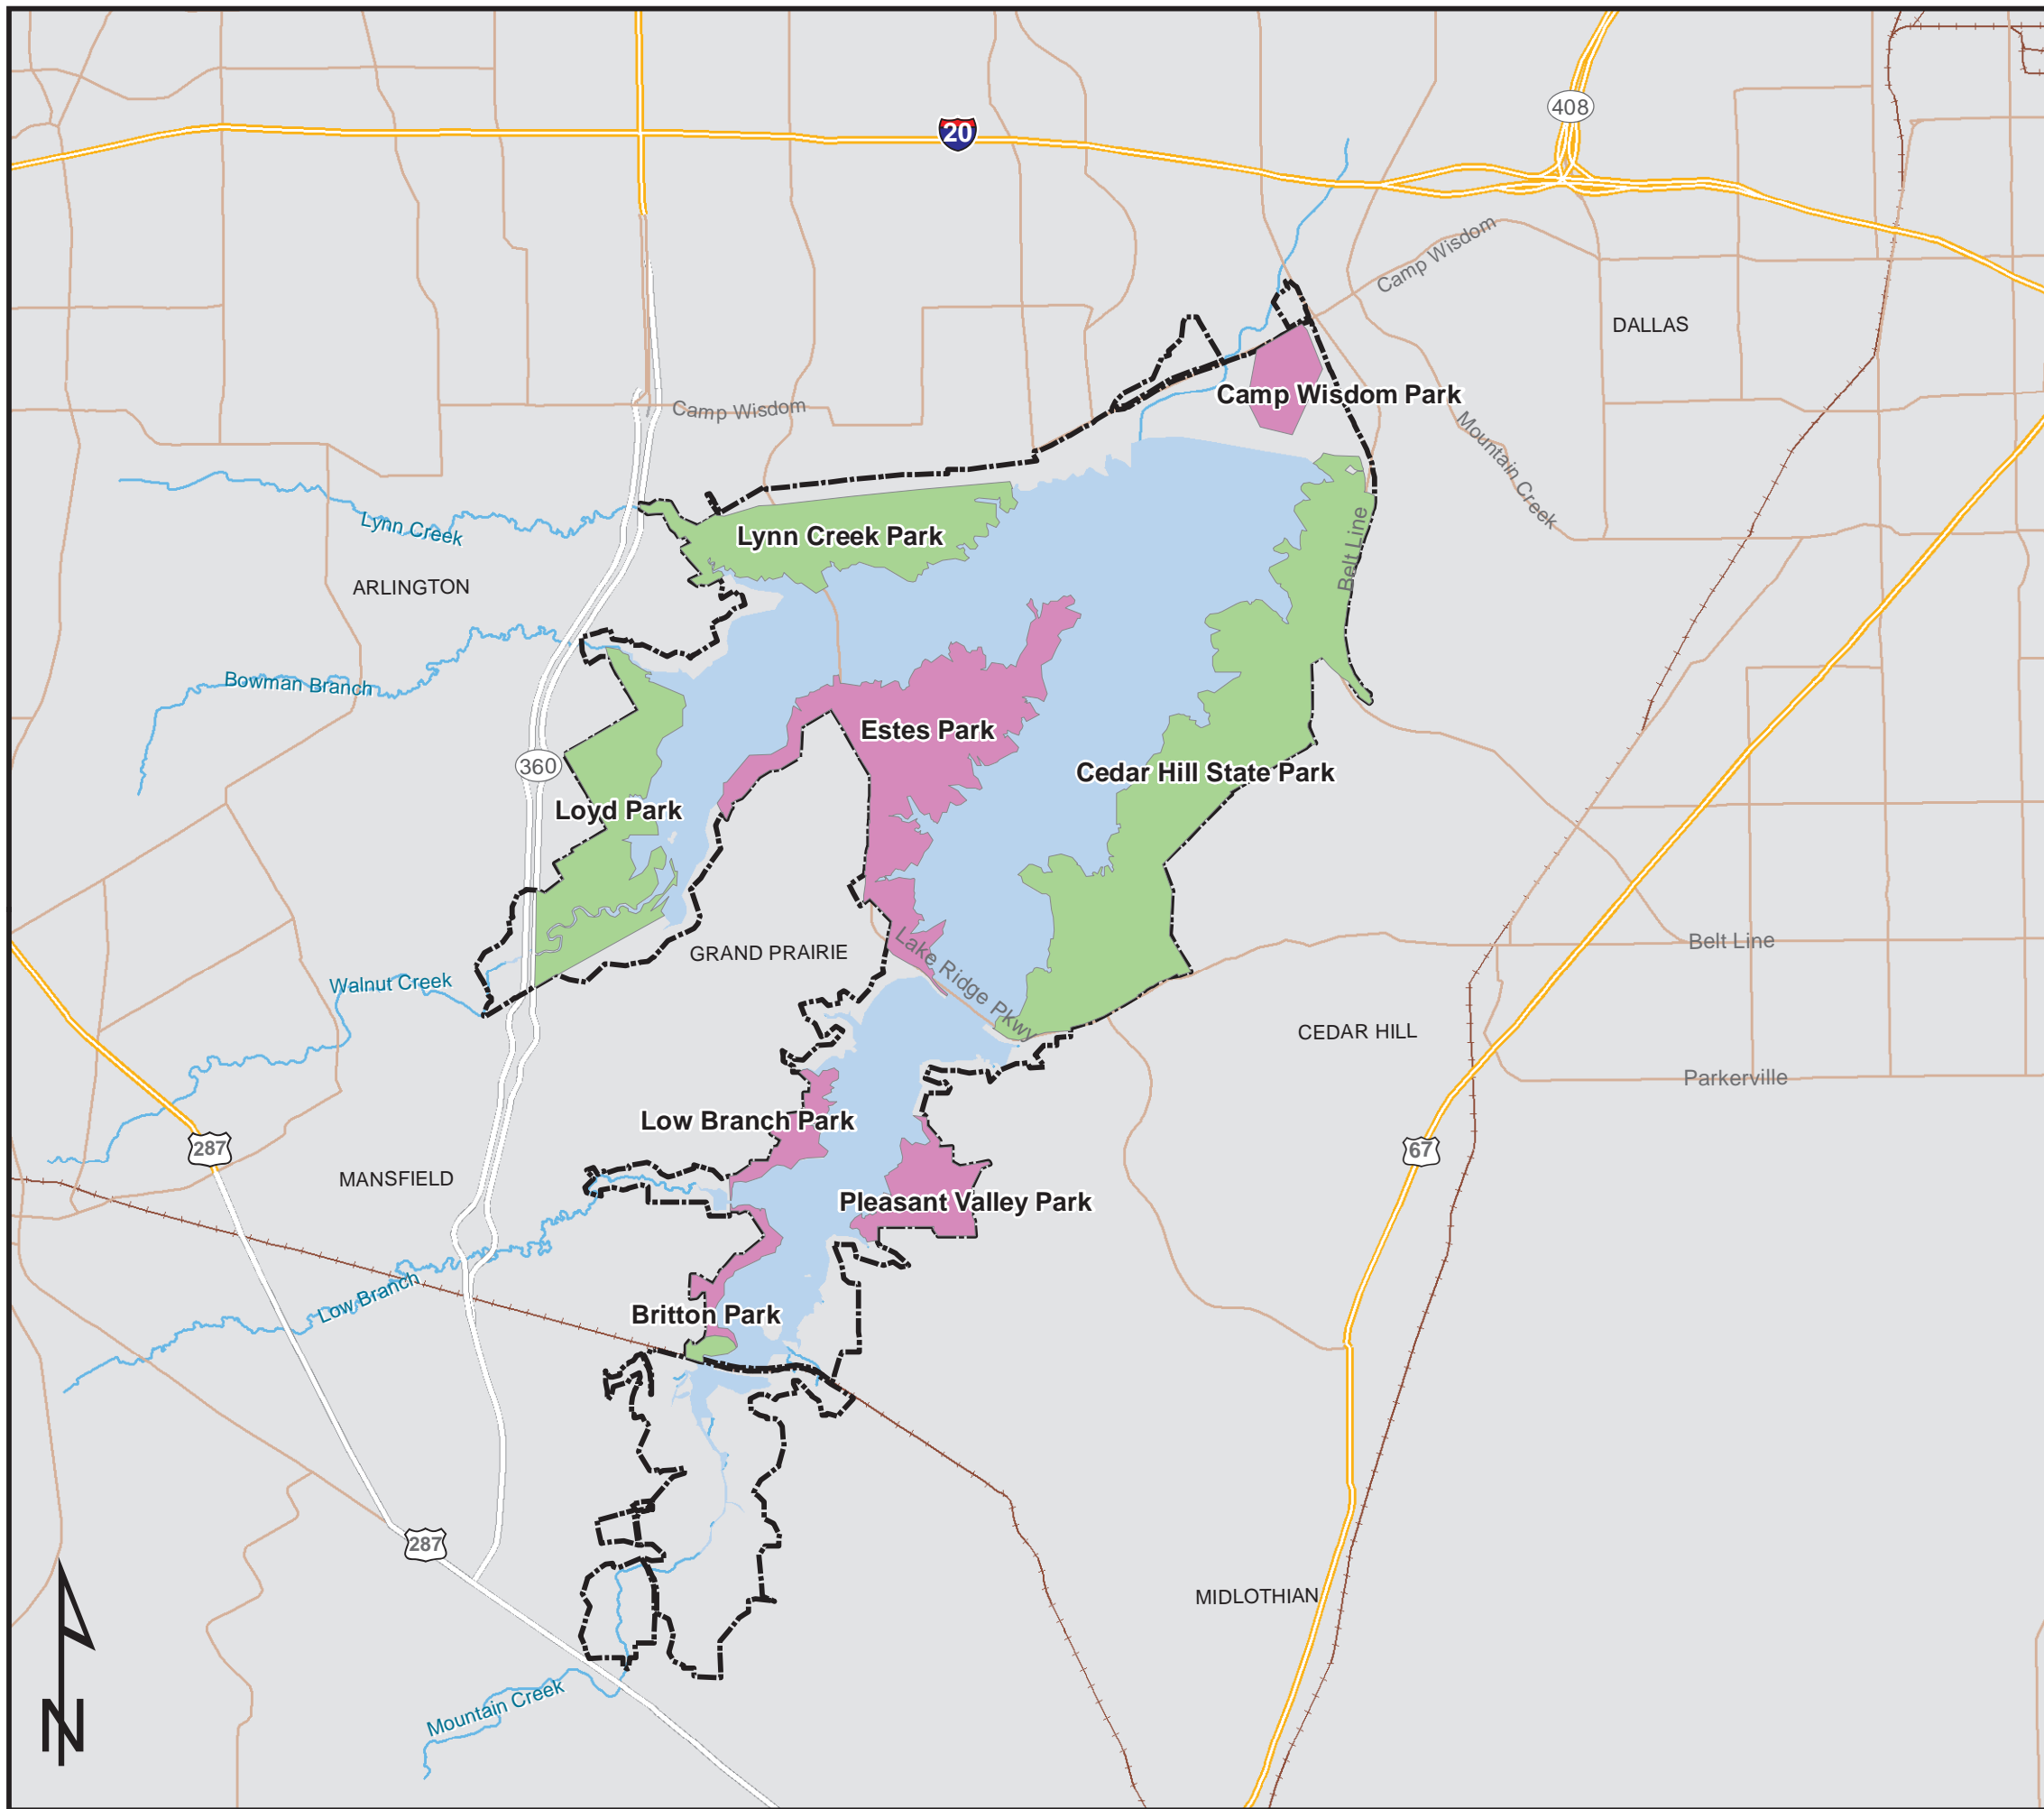 408
20
Camp Wisdom
DALLAS
Camp Wisdom Park
Camp Wisdom
Mountain Creek
Lynn Creek
Lynn Creek Park
Belt Line
ARLINGTON
Bowman Branch
Estes Park
360
Cedar Hill State Park
Loyd Park
GRAND PRAIRIE
Lake Ridge Pkwy
Belt Line
Walnut Creek
CEDAR HILL
Parkerville
Low Branch Park
287
67
MANSFIELD
Pleasant Valley Park
Low Branch
Britton Park
287
MIDLOTHIAN
Mountain Creek
N